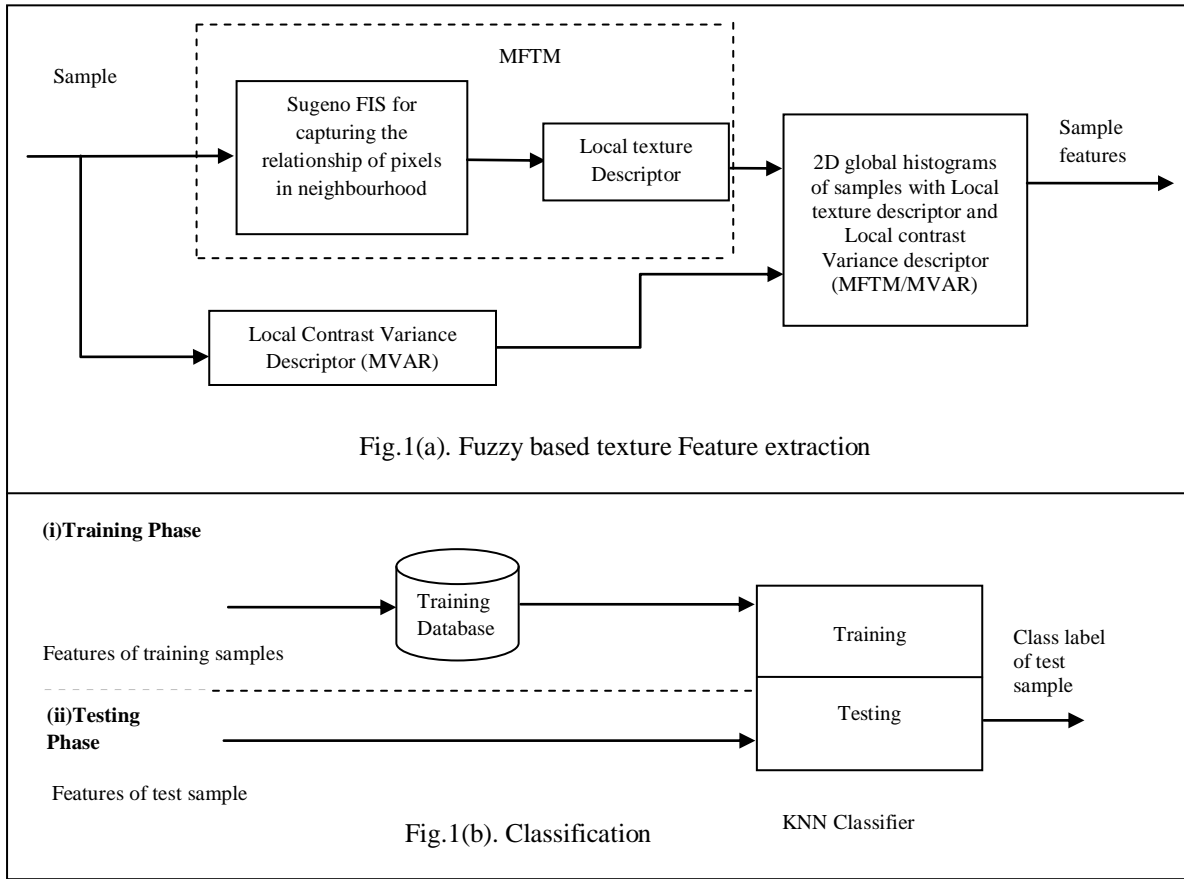 MFTM
Sample
Sugeno FIS for
capturing the
relationship of pixels
in neighbourhood
Local texture
Descriptor
2D global histograms
of samples with Local
texture descriptor and
Local contrast
Variance descriptor
(MFTM/MVAR)
Sample
features
Local Contrast Variance
Descriptor (MVAR)
Fig.1(a). Fuzzy based texture Feature extraction
(i)Training Phase
Training
Database
Features of training samples
Training
Class label
of test
sample
(ii)Testing
Phase
Testing
Features of test sample
KNN Classifier
Fig.1(b). Classification